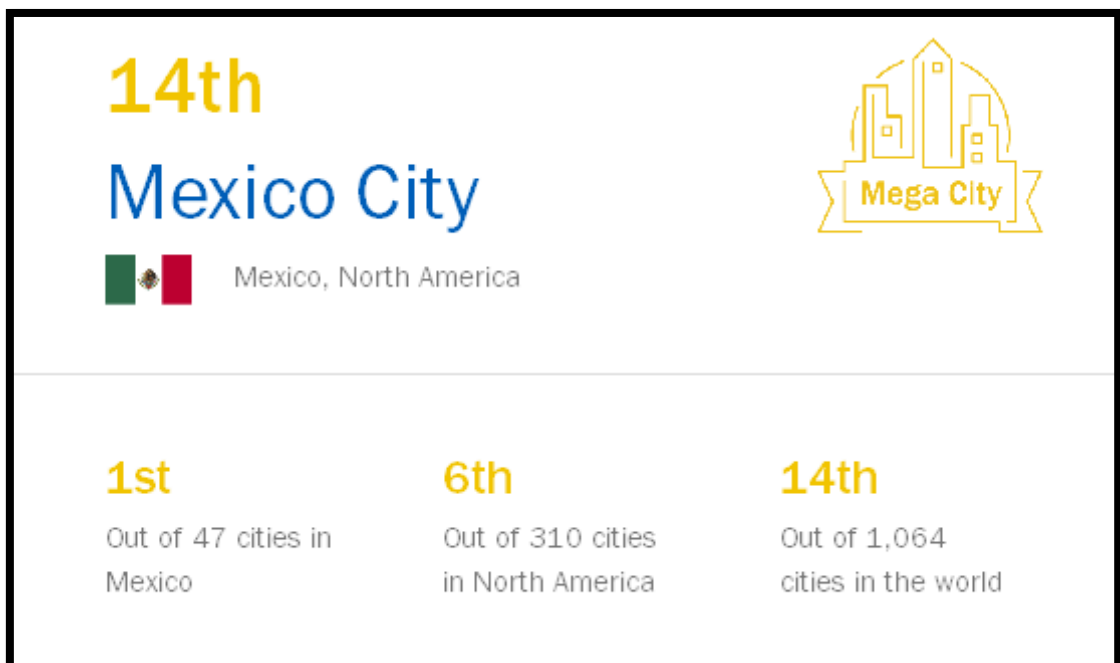 14th
Mega City
Mexico City
Mexico, North America
1st
Out of 47 cities in
Mexico
6th
Out of 310 cities
in North America
14th
Out of 1,064
cities in the world